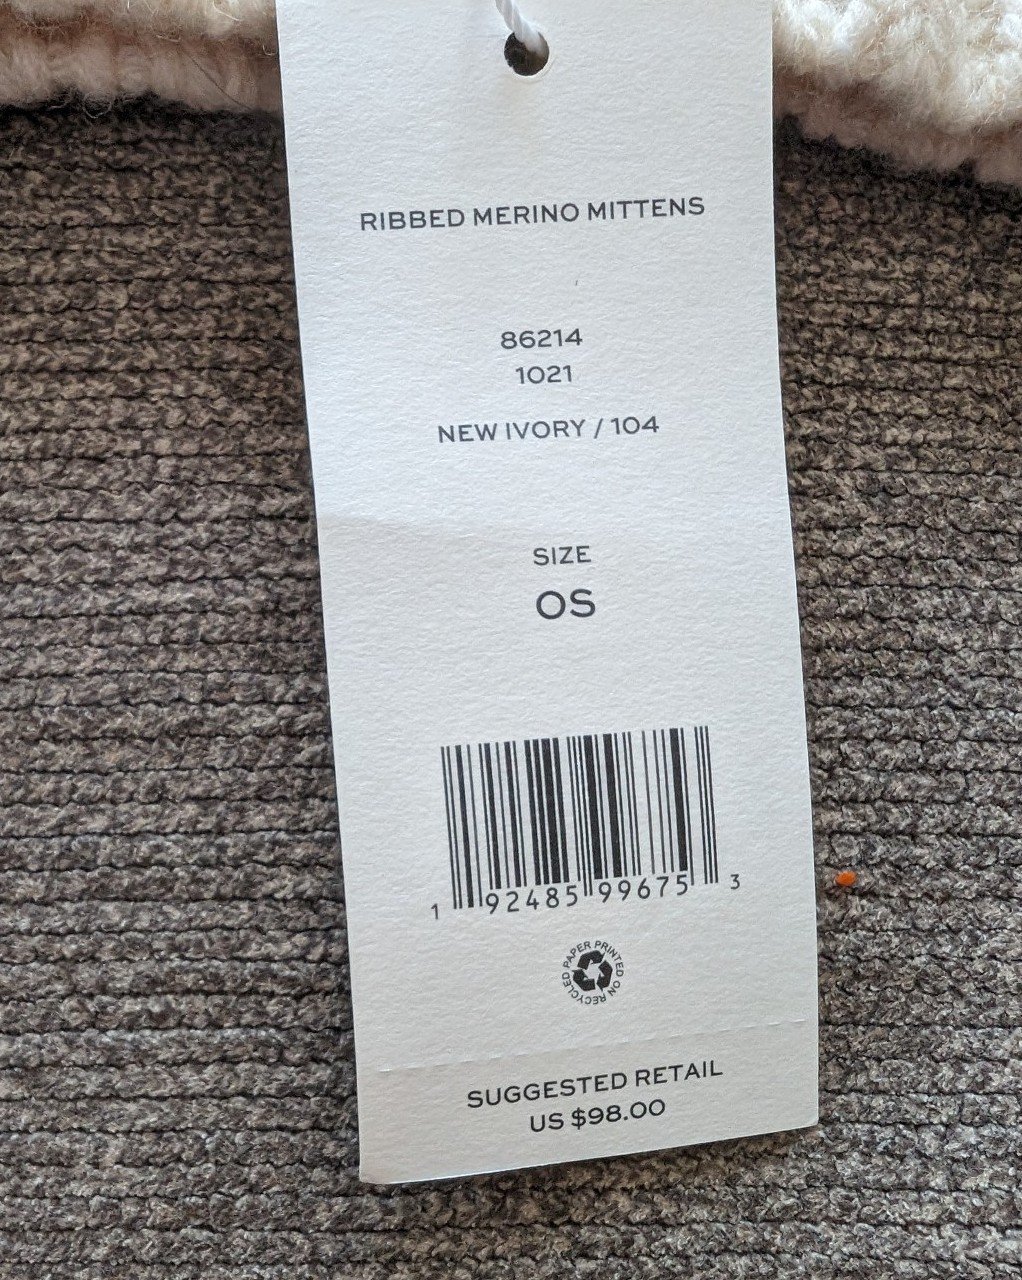 RIBBED MERINO MITTENS
86214
1021
NEW IVORY / 104
SIZE
OS
1 92485 99675 3
PAPER PRINTED ON RECYCLED
SUGGESTED RETAIL
US $98.00